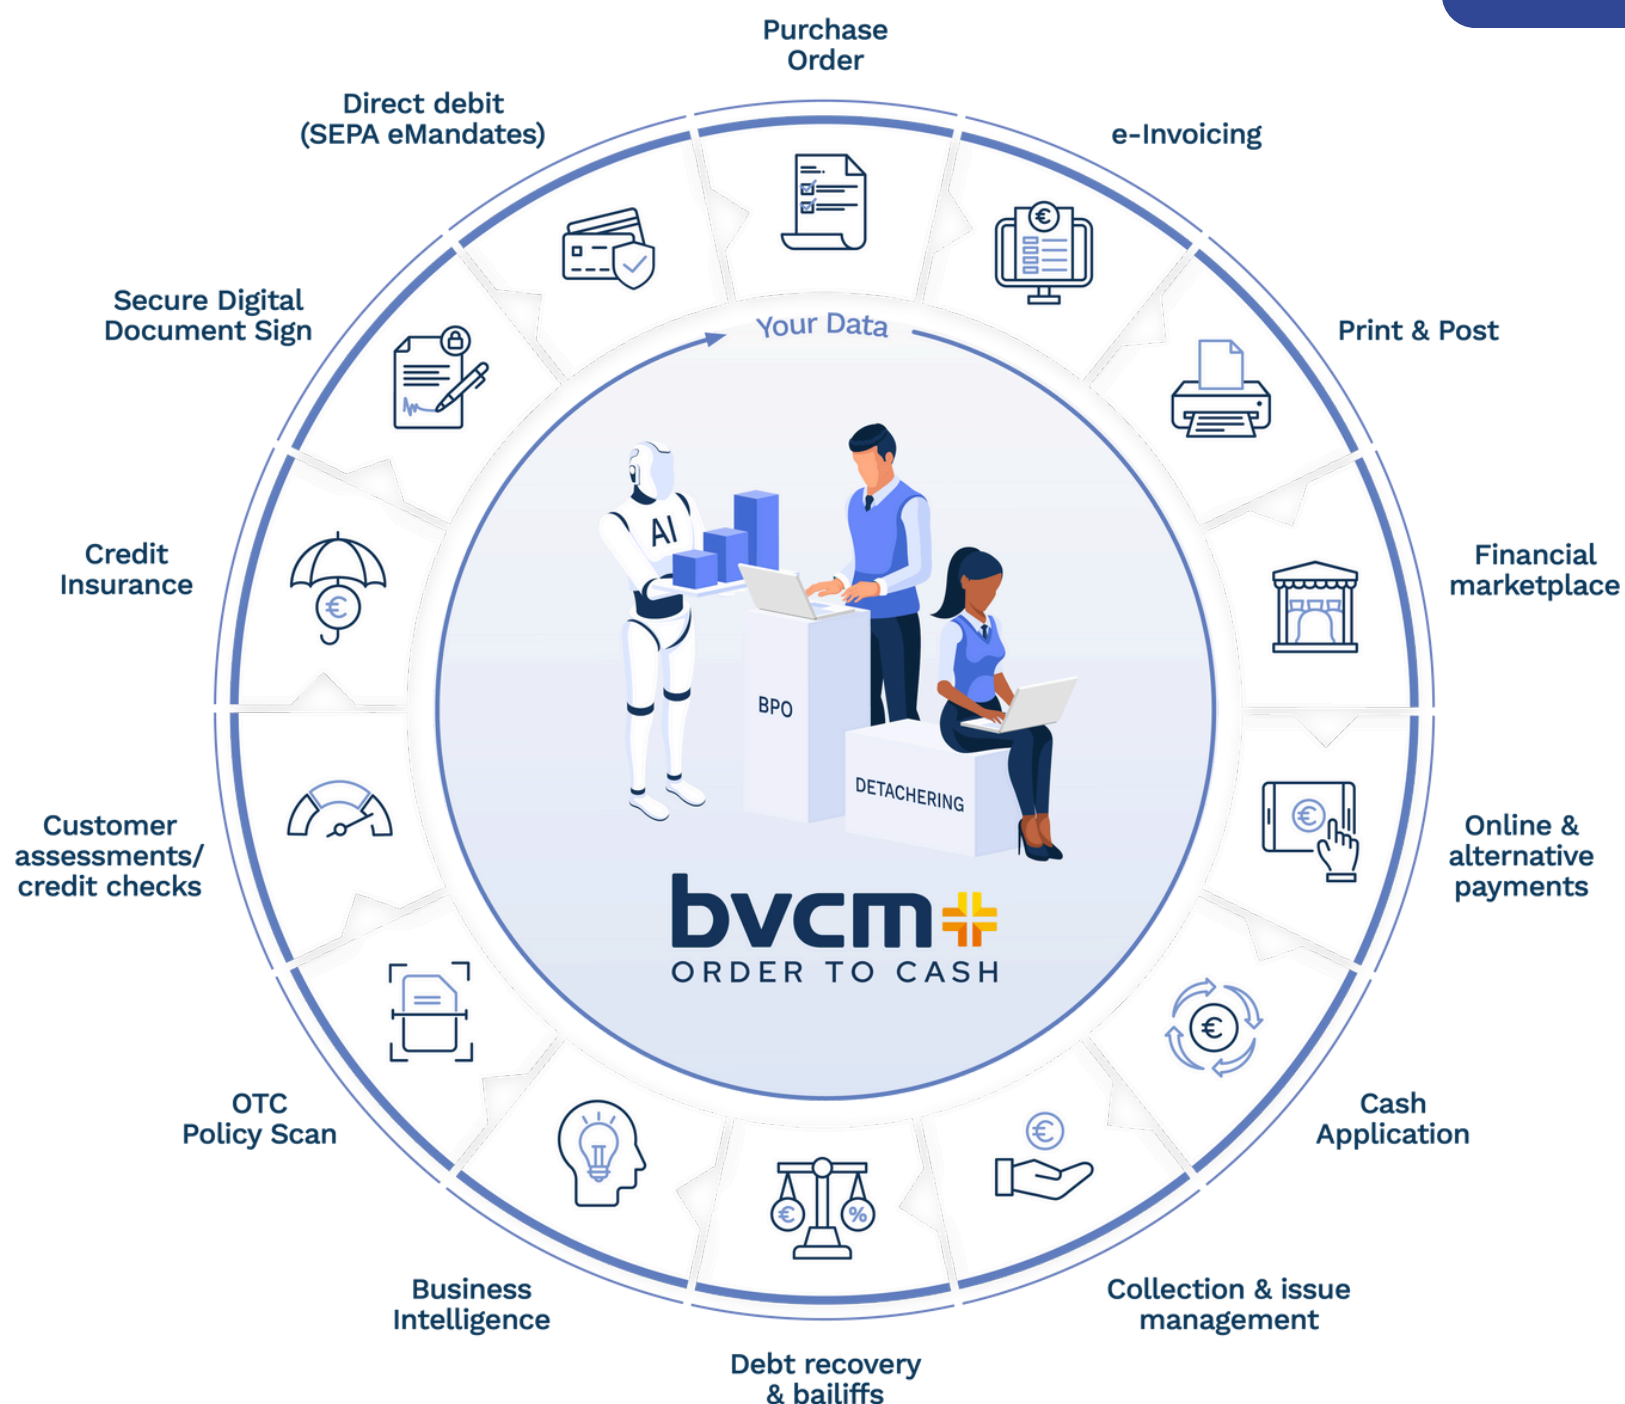 Purchase
Order
e-Invoicing
Print & Post
Financial
marketplace
Online &
alternative
payments
Cash
Application
Collection & issue
management
Debt recovery
& bailiffs
Business
Intelligence
OTC
Policy Scan
Customer
assessments/
credit checks
Credit
Insurance
Secure Digital
Document Sign
Direct debit
(SEPA eMandates)
Your Data
AI
BPO
DETACHERING
bvcm
ORDER TO CASH
€
€
€
€
€
€
%